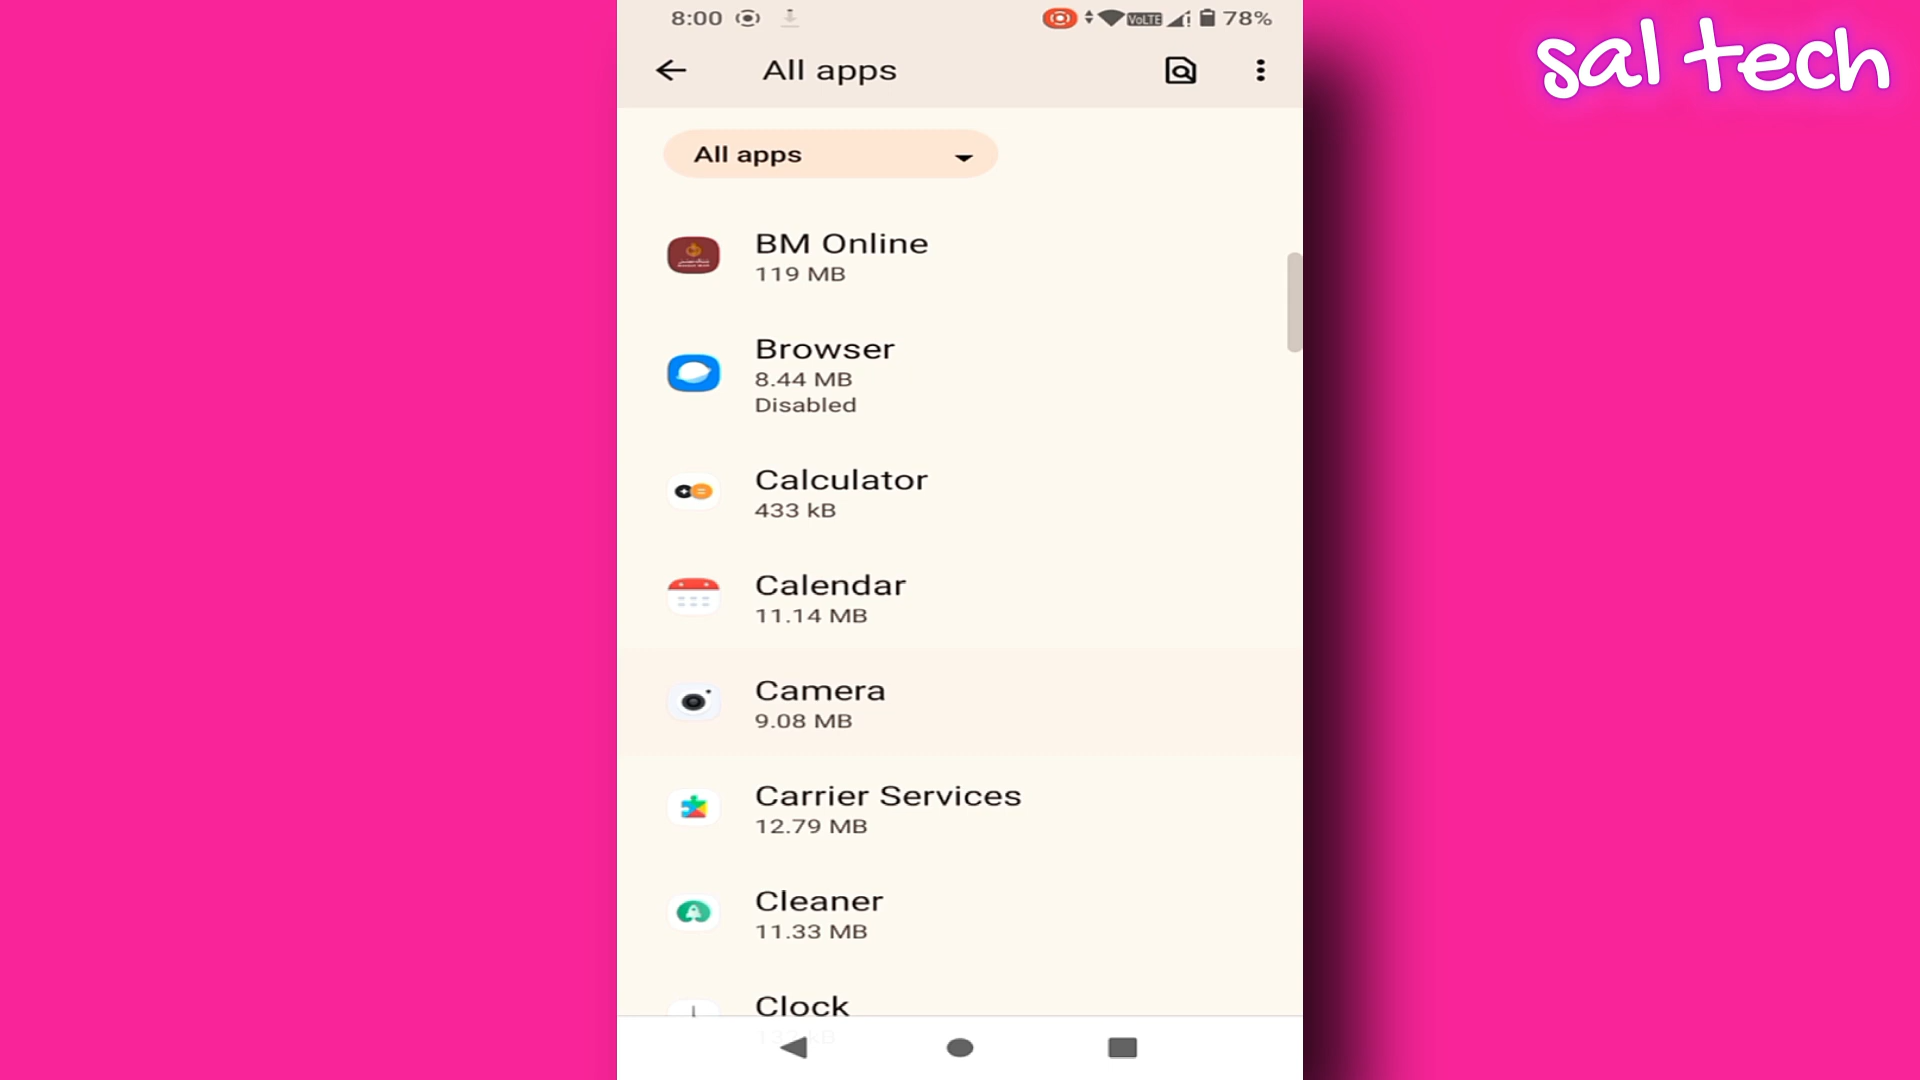 sal tech
8:00 VoLTE 78%
All apps
All apps
BM Online
119 MB
Browser
8.44 MB
Disabled
Calculator
433 kB
Calendar
11.14 MB
Camera
9.08 MB
Carrier Services
12.79 MB
Cleaner
11.33 MB
Clock